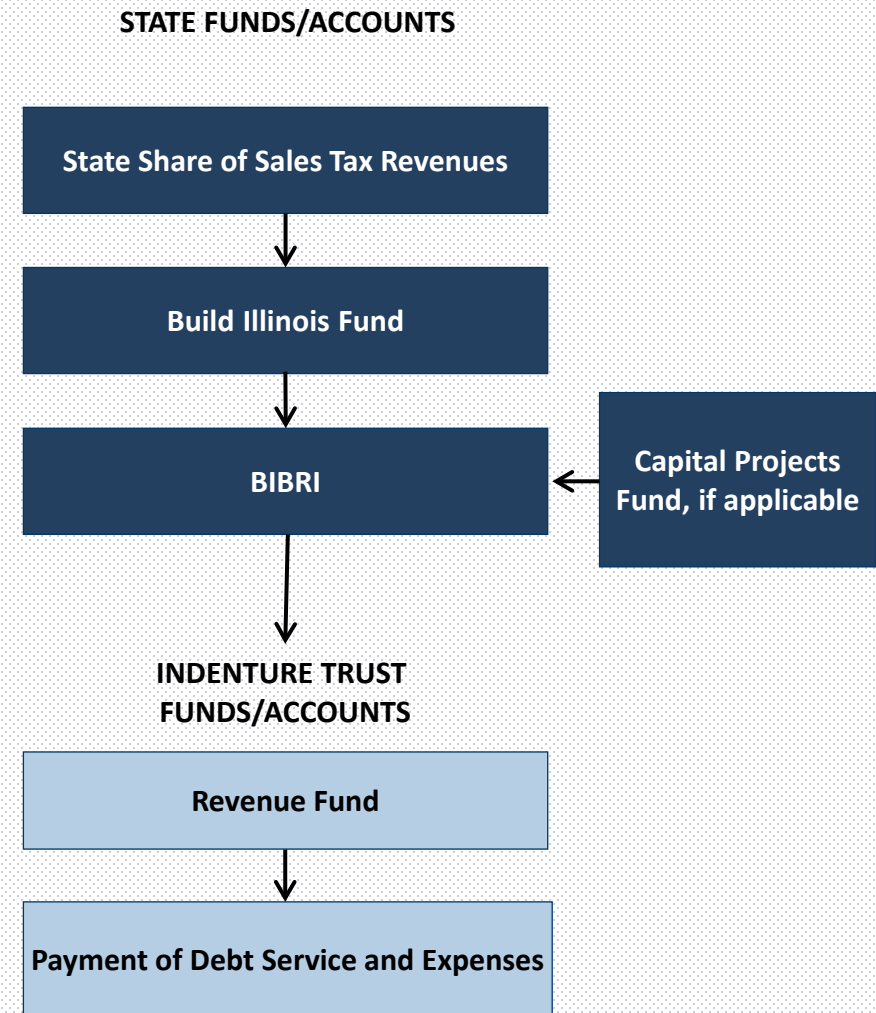 STATE FUNDS/ACCOUNTS
State Share of Sales Tax Revenues
Build Illinois Fund
BIBRI
Capital Projects
Fund, if applicable
INDENTURE TRUST
FUNDS/ACCOUNTS
Revenue Fund
Payment of Debt Service and Expenses